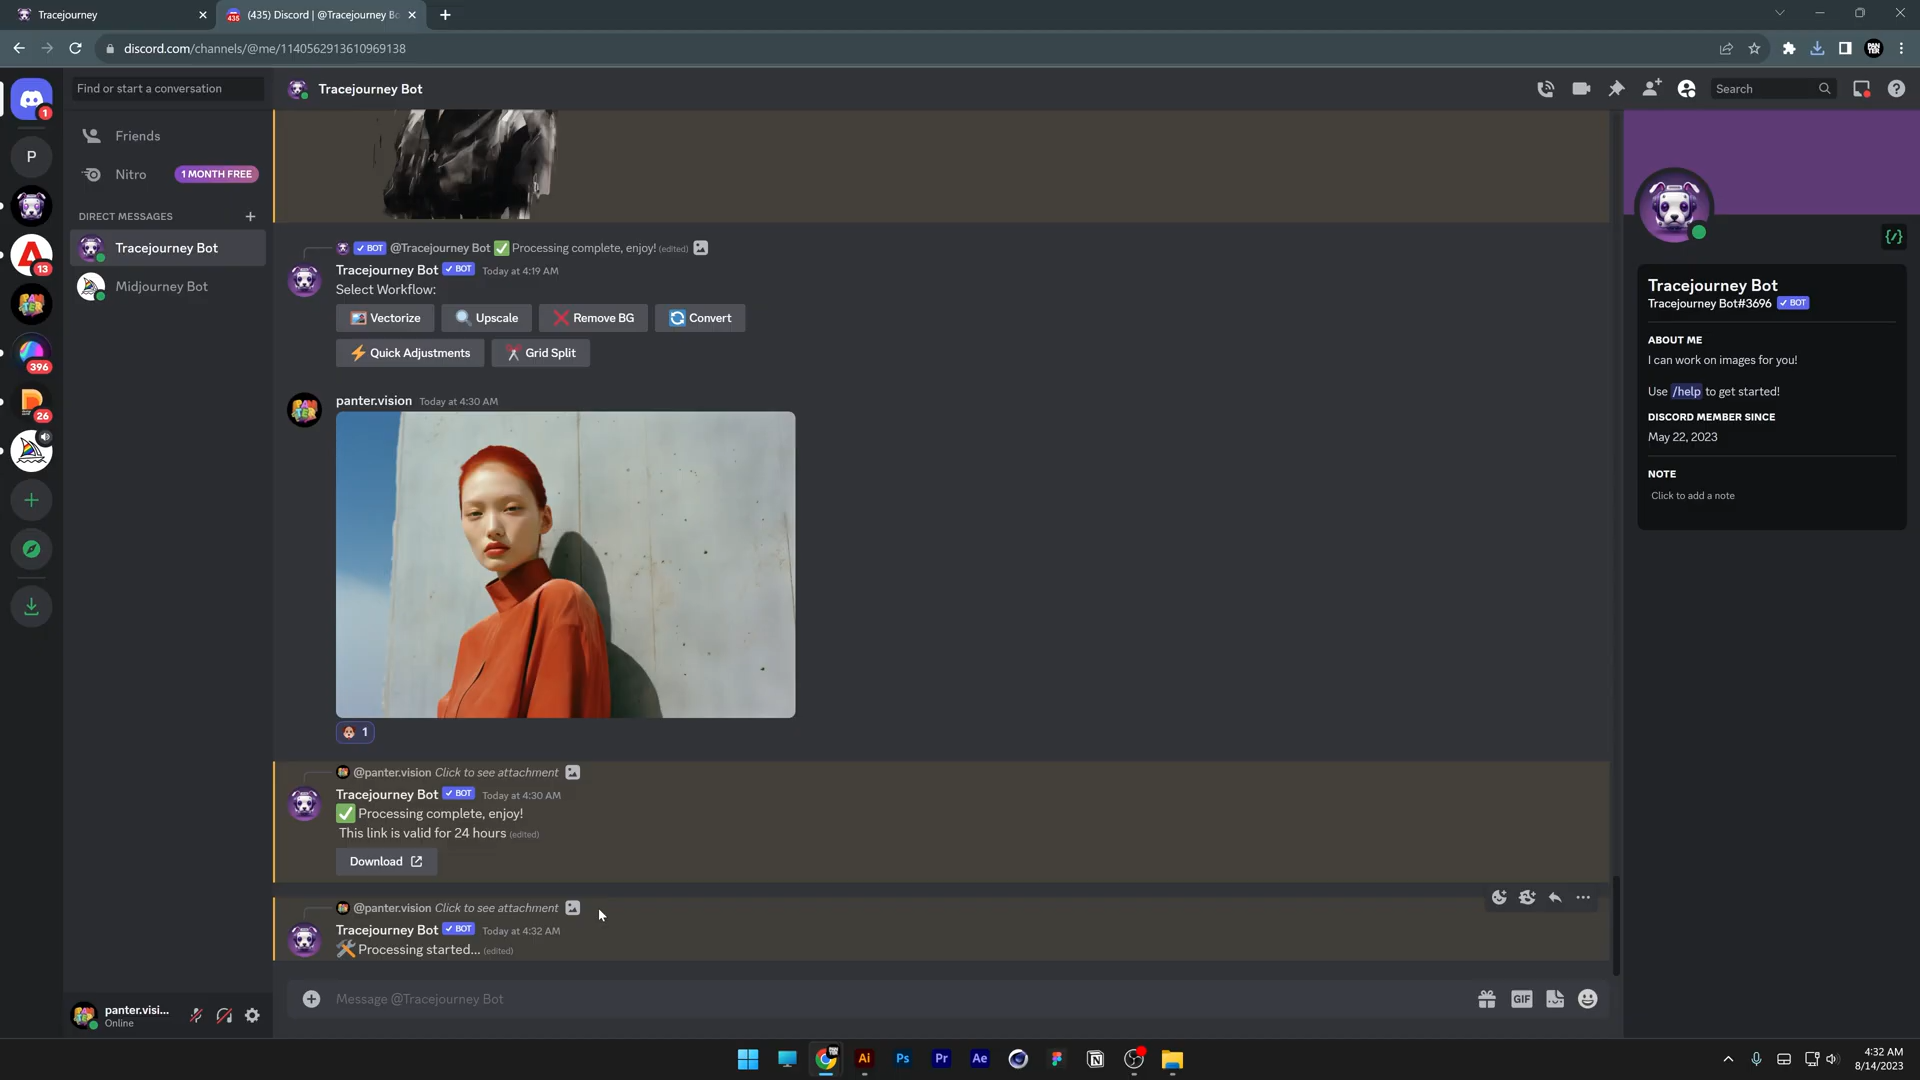 Tracejourney
(435) Discord | @Tracejourney Bo
discord.com/channels/@me/1140562913610969138
PAN
TER
Find or start a conversation
Tracejourney Bot
Search
1
Friends
P
Nitro
1 MONTH FREE
DIRECT MESSAGES
Tracejourney Bot
13
Midjourney Bot
396
26
BOT @Tracejourney Bot Processing complete, enjoy! (edited)
Tracejourney Bot BOT Today at 4:19 AM
Select Workflow:
Vectorize
Upscale
Remove BG
Convert
Quick Adjustments
Grid Split
panter.vision Today at 4:30 AM
1
@panter.vision Click to see attachment
Tracejourney Bot BOT Today at 4:30 AM
Processing complete, enjoy!
This link is valid for 24 hours (edited)
Download
@panter.vision Click to see attachment
Tracejourney Bot BOT Today at 4:32 AM
Processing started... (edited)
Message @Tracejourney Bot
GIF
panter.visi...
Online
Tracejourney Bot
Tracejourney Bot#3696 BOT
ABOUT ME
I can work on images for you!
Use /help to get started!
DISCORD MEMBER SINCE
May 22, 2023
NOTE
Click to add a note
Ai
Ps
Pr
Ae
4:32 AM
8/14/2023